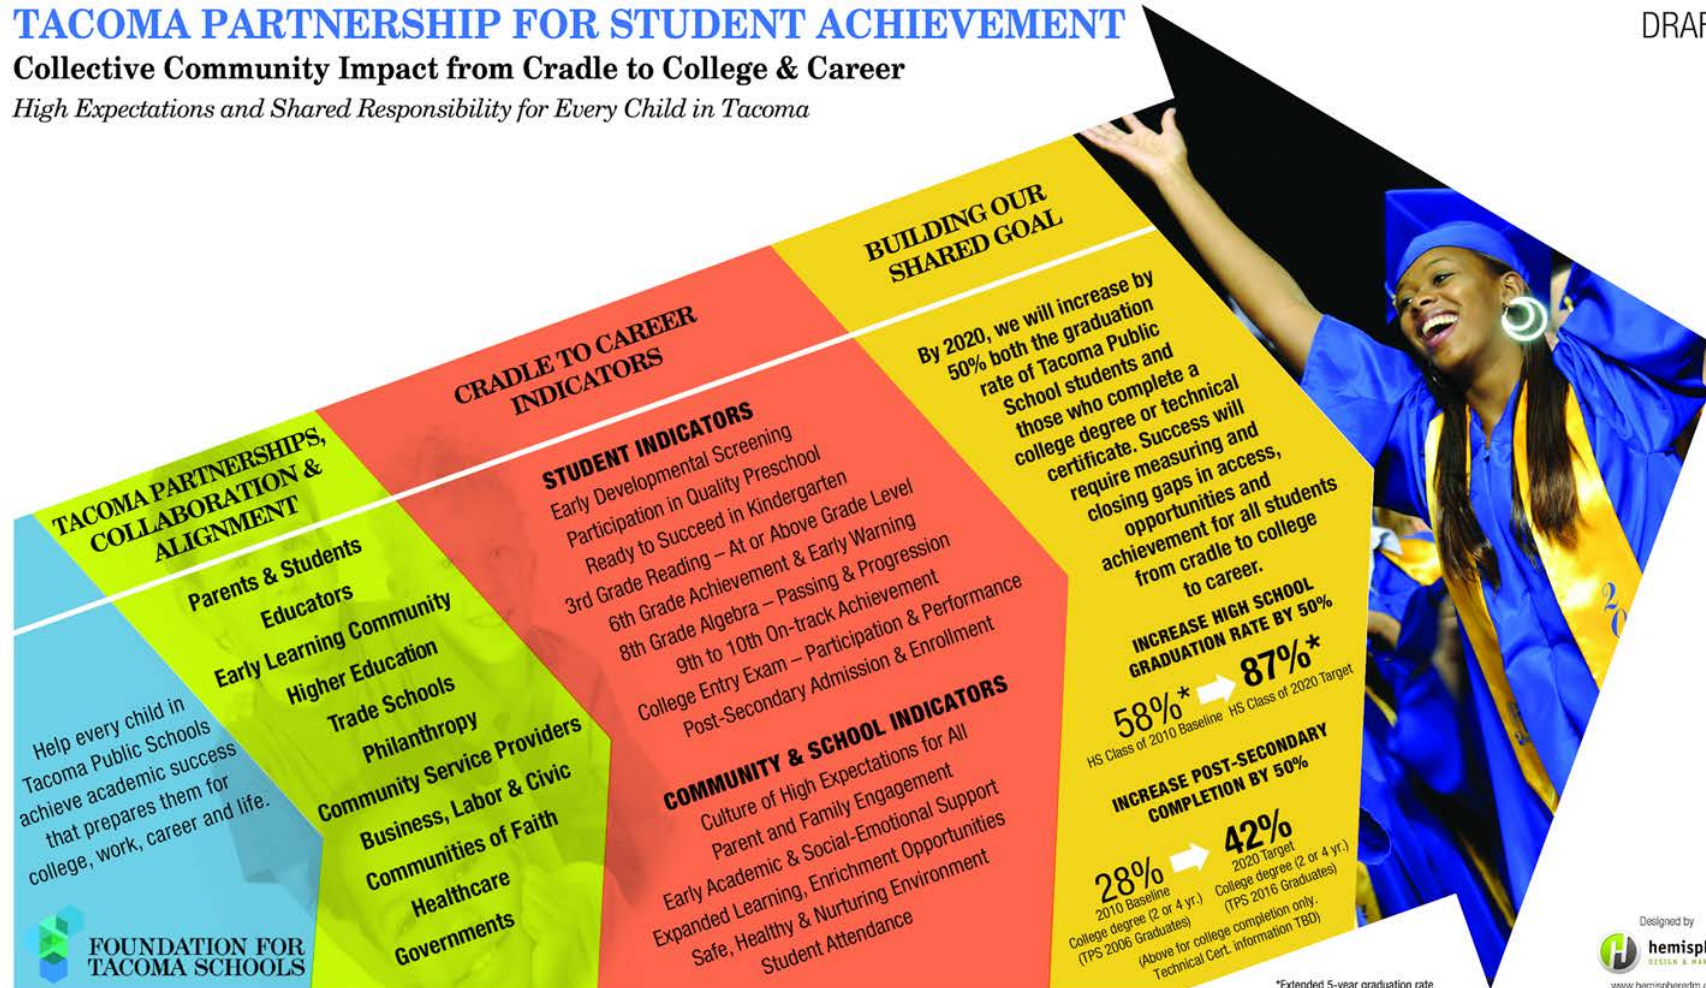 TACOMA PARTNERSHIP FOR STUDENT ACHIEVEMENT
Collective Community Impact from Cradle to College & Career
High Expectations and Shared Responsibility for Every Child in Tacoma
Help every child in
Tacoma Public Schools
achieve academic success
that prepares them for
college, work, career and life.
FOUNDATION FOR
TACOMA SCHOOLS
TACOMA PARTNERSHIPS,
COLLABORATION &
ALIGNMENT
Parents & Students
Educators
Early Learning Community
Higher Education
Trade Schools
Philanthropy
Community Service Providers
Business, Labor & Civic
Communities of Faith
Healthcare
Governments
CRADLE TO CAREER
INDICATORS
STUDENT INDICATORS
Early Developmental Screening
Participation in Quality Preschool
Ready to Succeed in Kindergarten
3rd Grade Reading – At or Above Grade Level
6th Grade Achievement & Early Warning
8th Grade Algebra – Passing & Progression
9th to 10th On-track Achievement
College Entry Exam – Participation & Performance
Post-Secondary Admission & Enrollment
COMMUNITY & SCHOOL INDICATORS
Culture of High Expectations for All
Parent and Family Engagement
Early Academic & Social-Emotional Support
Expanded Learning, Enrichment Opportunities
Safe, Healthy & Nurturing Environment
Student Attendance
BUILDING OUR
SHARED GOAL
By 2020, we will increase by
50% both the graduation
rate of Tacoma Public
School students and
those who complete a
college degree or technical
certificate. Success will
require measuring and
closing gaps in access,
opportunities and
achievement for all students
from cradle to college
to career.
INCREASE HIGH SCHOOL
GRADUATION RATE BY 50%
58%* 87%*
HS Class of 2010 Baseline HS Class of 2020 Target
INCREASE POST-SECONDARY
COMPLETION BY 50%
28% 42%
2010 Baseline 2020 Target
College degree (2 or 4 yr.) College degree (2 or 4 yr.)
(TPS 2006 Graduates) (TPS 2016 Graduates)
(Above for college completion only.
Technical Cert. information TBD)
*Extended 5-year graduation rate
Designed by
H